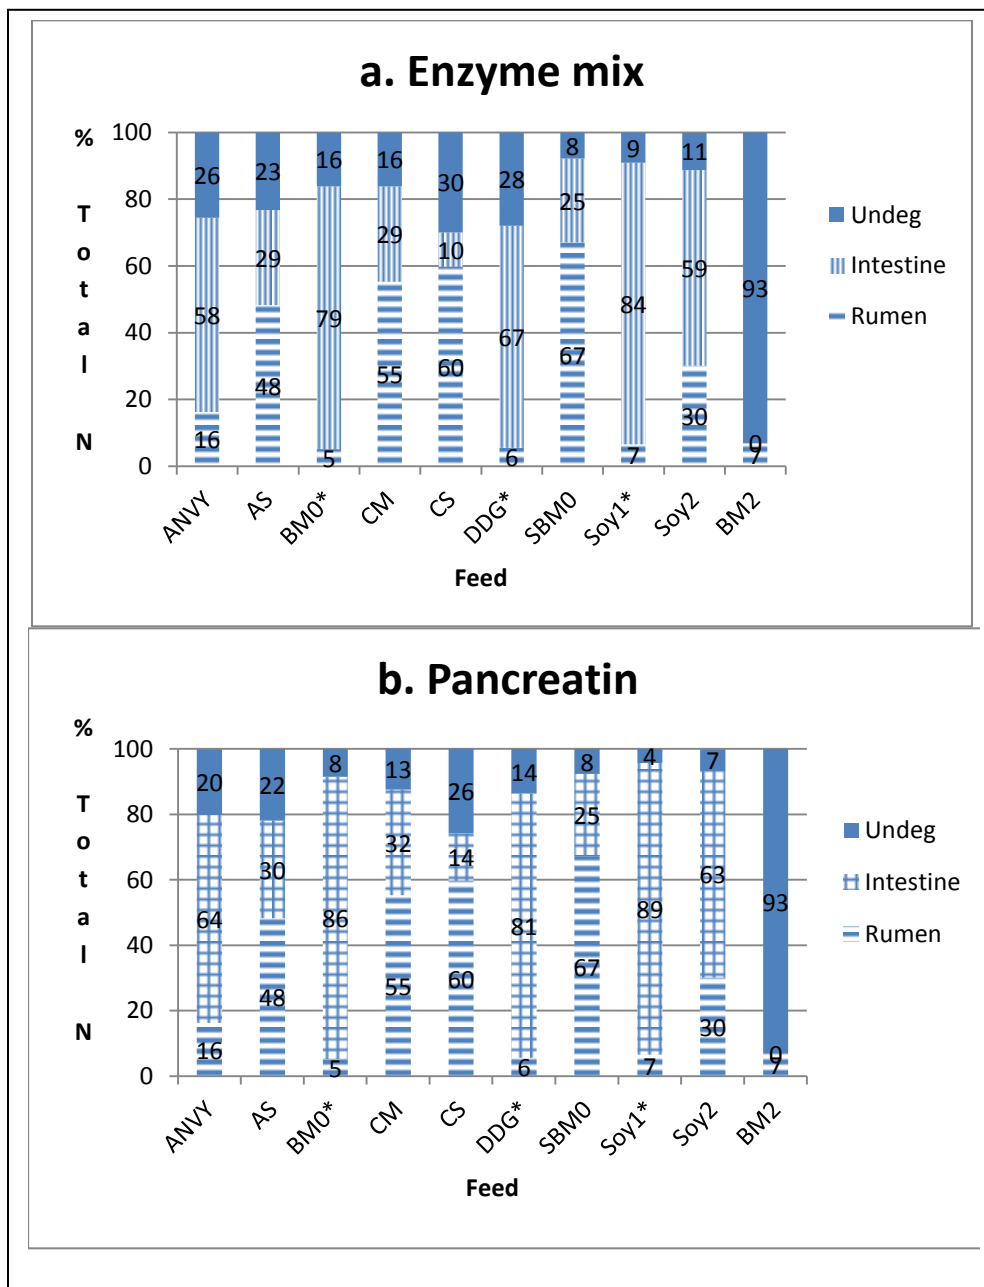 a. Enzyme mix
% Total N
100
80
60
40
20
0
26 23 16 16 30 28 8 9 11 93
58 29 79 29 10 67 25 84 59 0
16 48 5 55 60 6 67 7 30 7
ANVY AS BM0* CM CS DDG* SBM0 Soy1* Soy2 BM2
Feed
Undeg
Intestine
Rumen
b. Pancreatin
% Total N
100
80
60
40
20
0
20 22 8 13 26 14 8 4 7 93
64 30 86 32 14 81 25 89 63 0
16 48 5 55 60 6 67 7 30 7
ANVY AS BM0* CM CS DDG* SBM0 Soy1* Soy2 BM2
Feed
Undeg
Intestine
Rumen